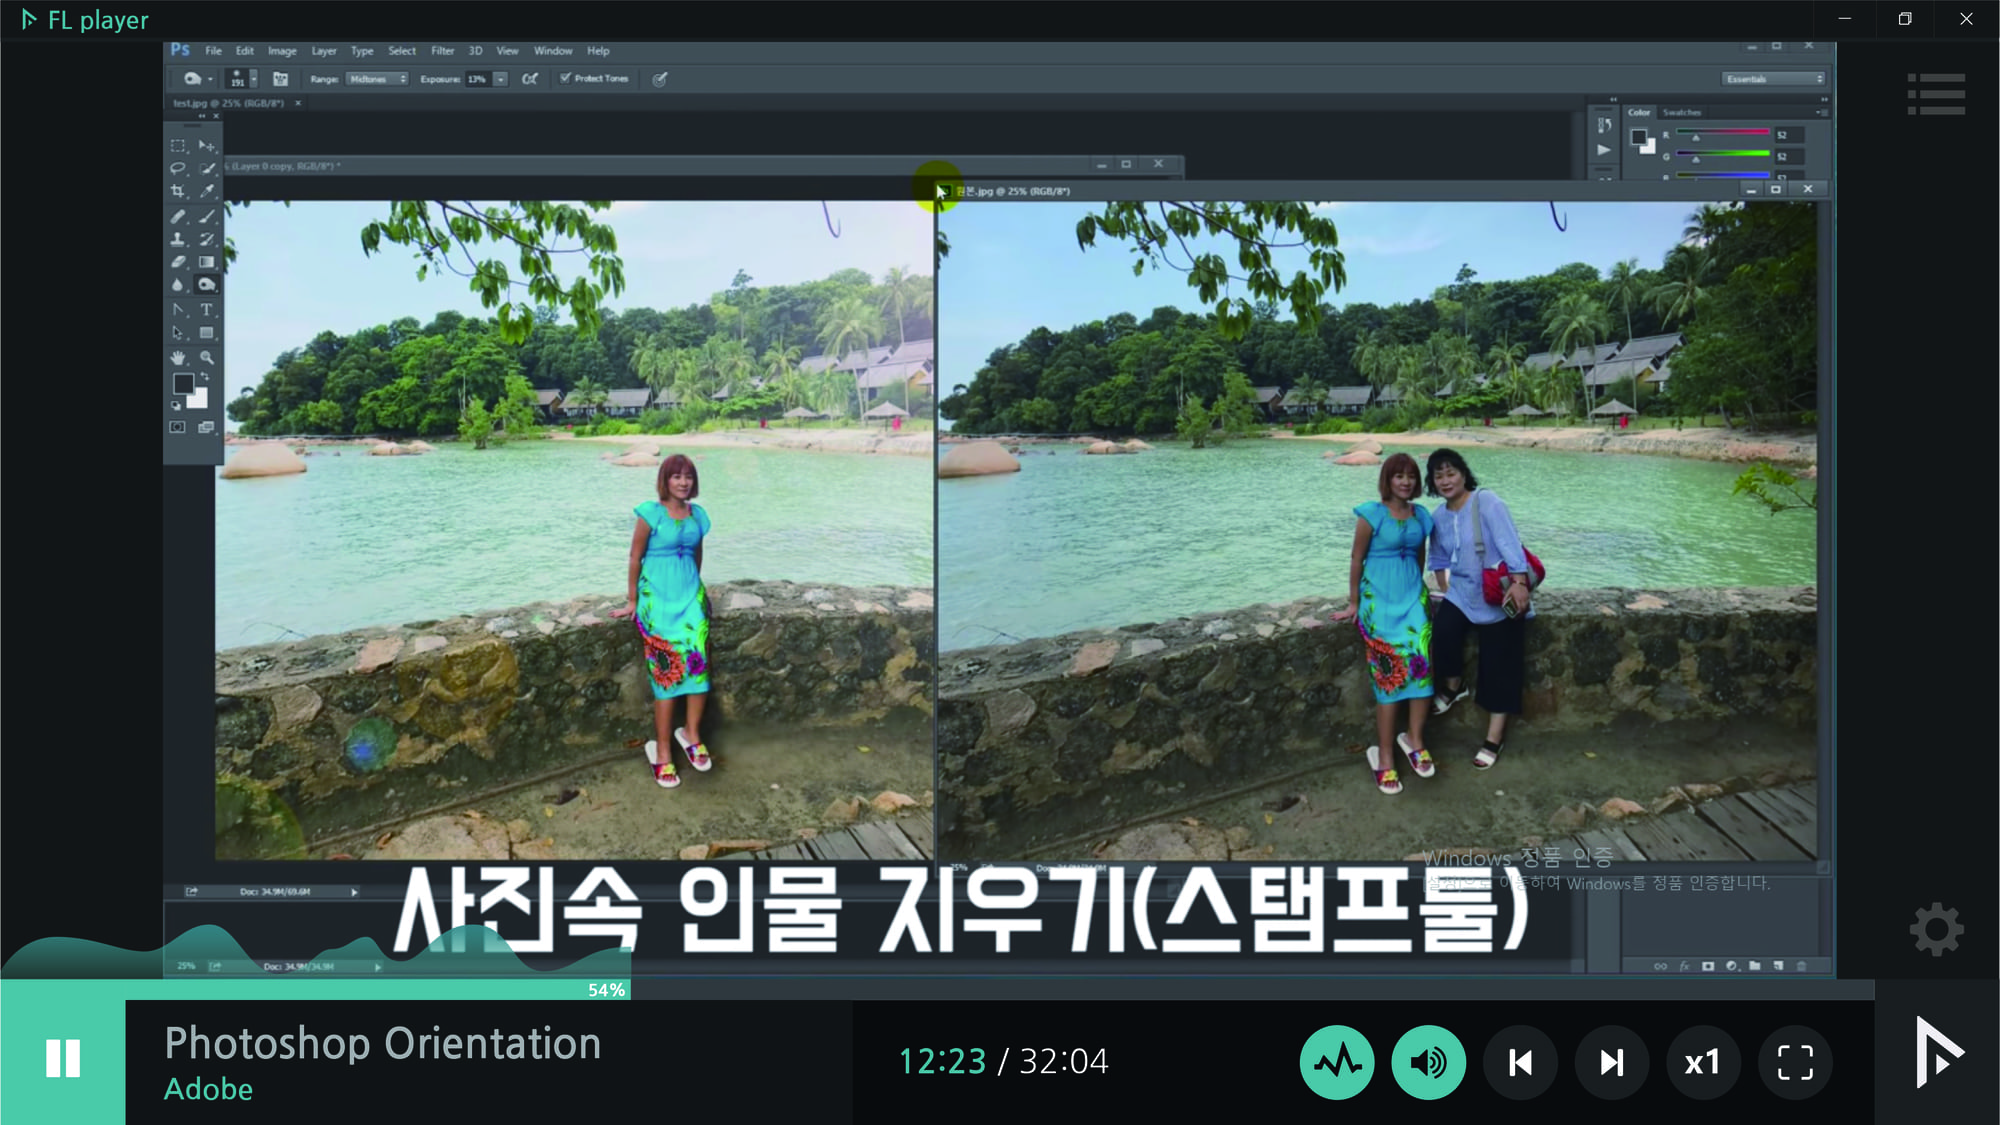 FL player
Ps File Edit Image Layer Type Select Filter 3D View Window Help
191 Range: Midtones Exposure: 13% Protect Tones Essentials
test.jpg @ 25% (RGB/8*) ×
Color Swatches
R 52
G 52
(Layer 0 copy, RGB/8*) *
원본.jpg @ 25% (RGB/8*)
25%
Windows 정품 인증
[설정]으로 이동하여 Windows를 정품 인증합니다.
Doc: 34.9M/69.6M
사진속 인물 지우기(스탬프툴)
25% Doc: 34.9M/34.9M
54%
Photoshop Orientation
Adobe
12:23 / 32:04
x1